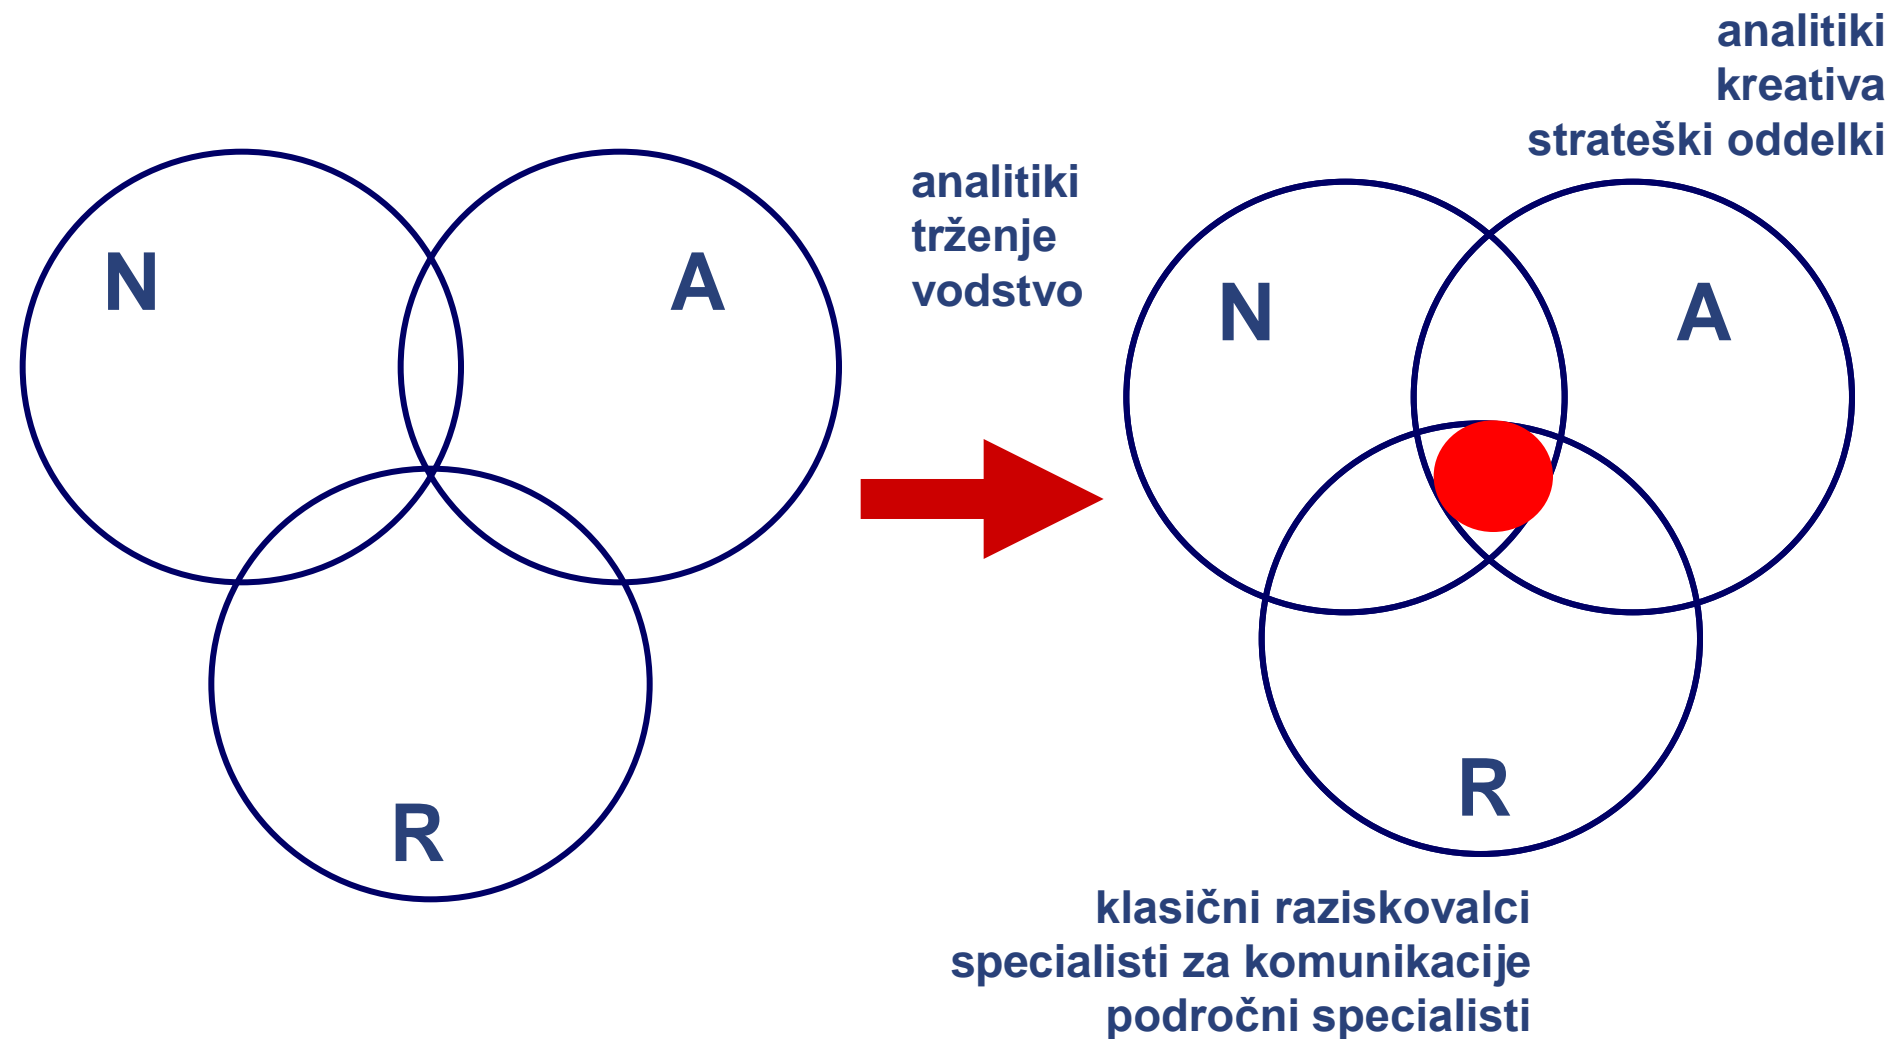 N
A
R
analitiki
trženje
vodstvo
analitiki
kreativa
strateški oddelki
N
A
R
klasični raziskovalci
specialisti za komunikacije
področni specialisti